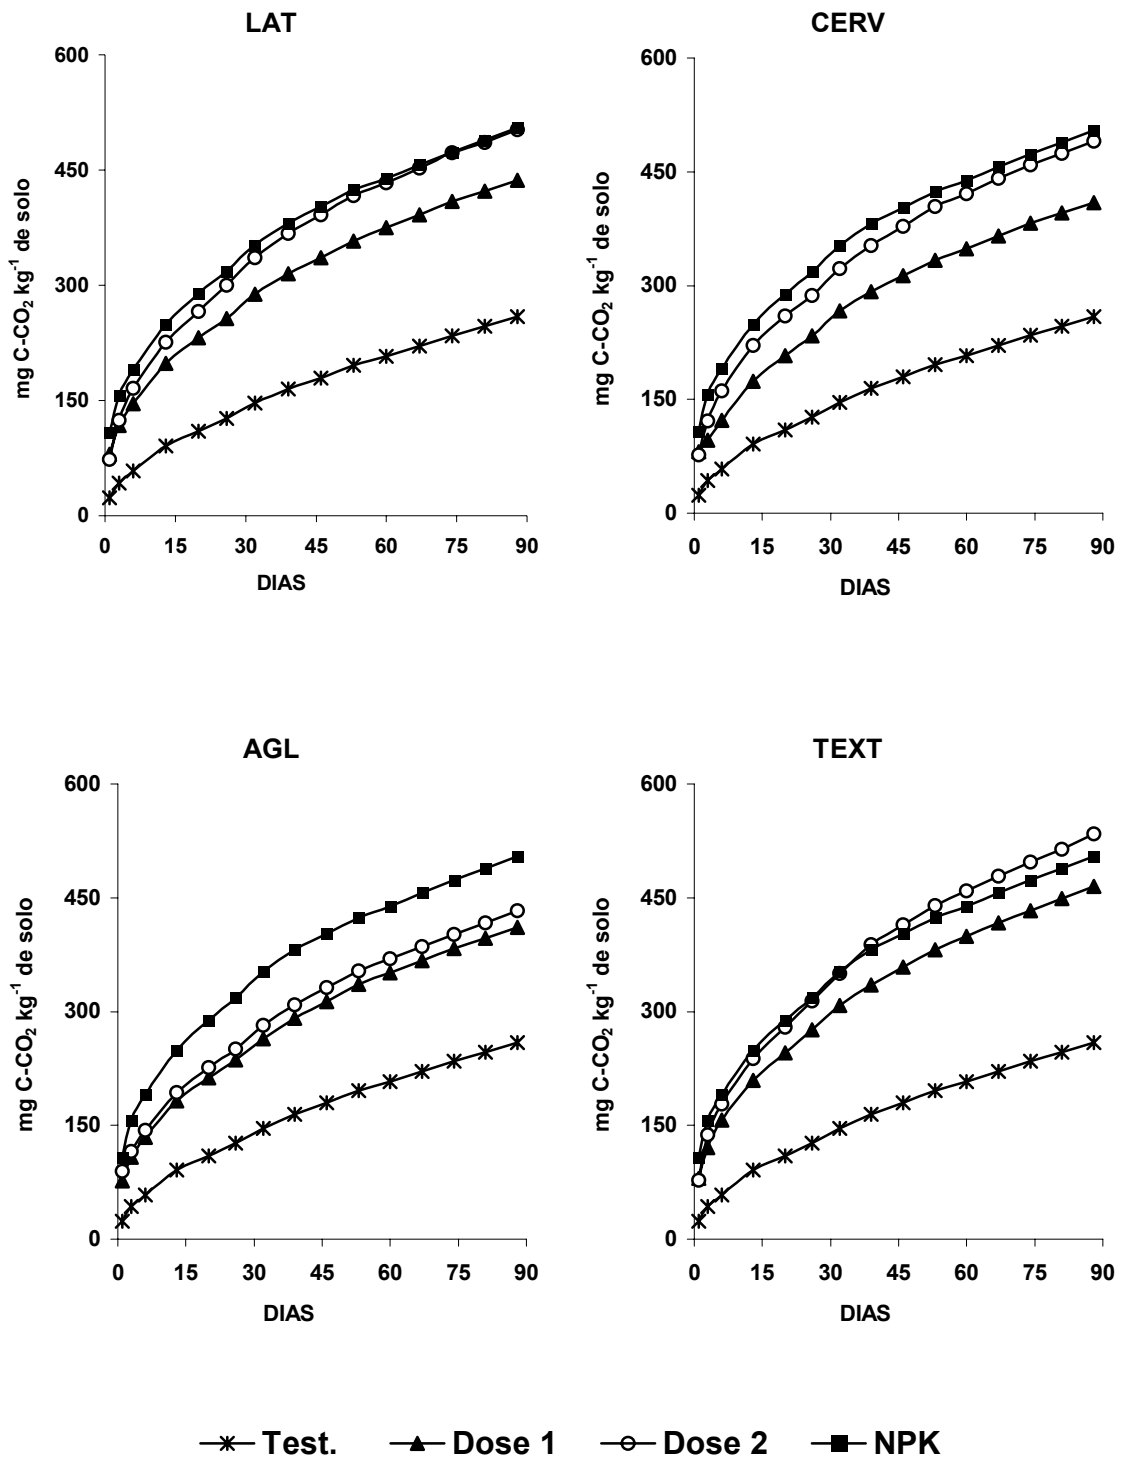 LAT
600
450
300
150
0
mg C-CO₂ kg⁻¹ de solo
0 15 30 45 60 75 90
DIAS
CERV
600
450
300
150
0
mg C-CO₂ kg⁻¹ de solo
0 15 30 45 60 75 90
DIAS
AGL
600
450
300
150
0
mg C-CO₂ kg⁻¹ de solo
0 15 30 45 60 75 90
DIAS
TEXT
600
450
300
150
0
mg C-CO₂ kg⁻¹ de solo
0 15 30 45 60 75 90
DIAS
Test. Dose 1 Dose 2 NPK